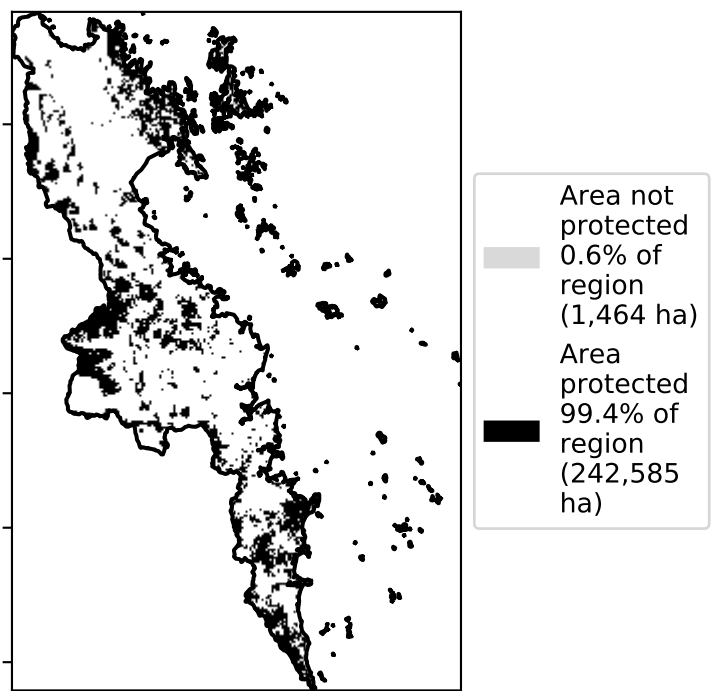 Area not
protected
0.6% of
region
(1,464 ha)
Area
protected
99.4% of
region
(242,585
ha)